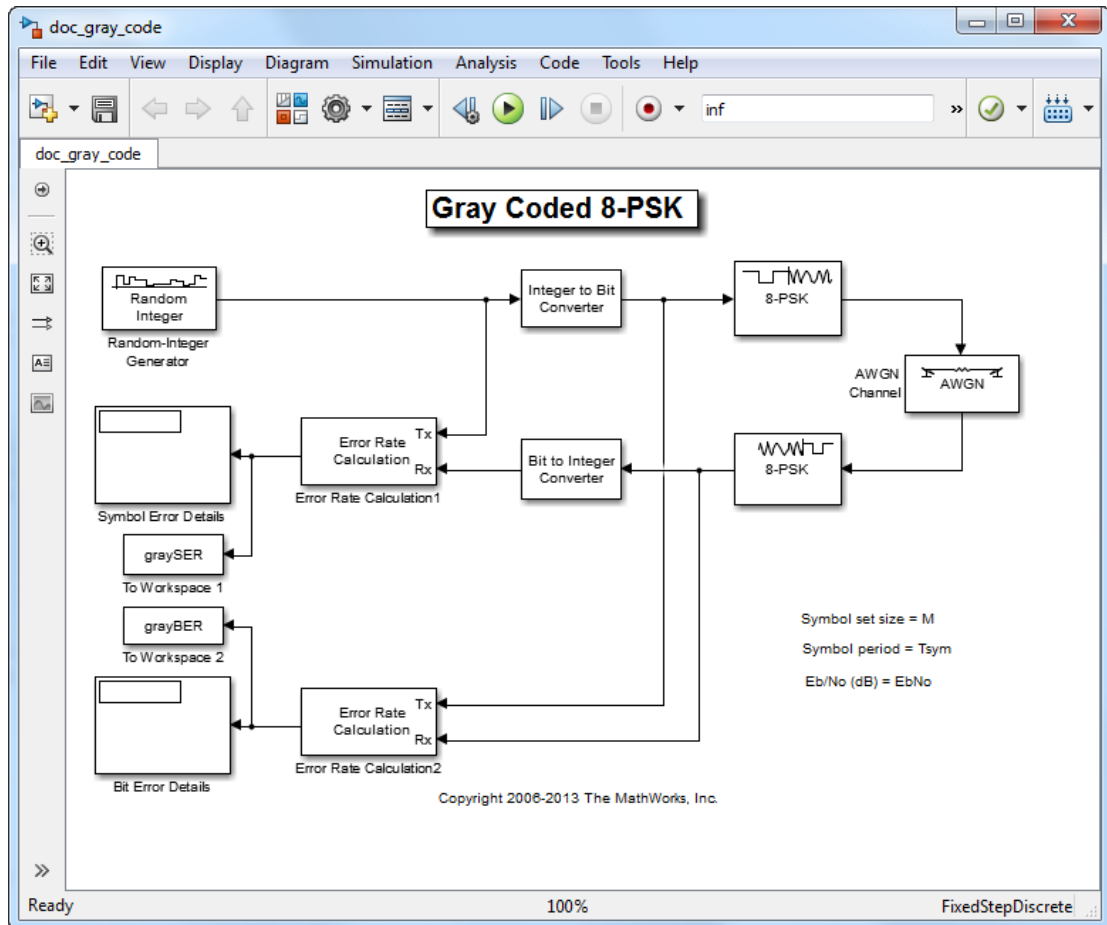 doc_gray_code
File Edit View Display Diagram Simulation Analysis Code Tools Help
inf
»
doc_gray_code
Gray Coded 8-PSK
Random
Integer
Random-Integer
Generator
Integer to Bit
Converter
8-PSK
AWGN
Channel
AWGN
Error Rate
Calculation
Tx
Rx
Error Rate Calculation1
Bit to Integer
Converter
8-PSK
Symbol Error Details
graySER
To Workspace 1
grayBER
To Workspace 2
Symbol set size = M
Symbol period = Tsym
Eb/No (dB) = EbNo
Error Rate
Calculation
Tx
Rx
Error Rate Calculation2
Bit Error Details
Copyright 2006-2013 The MathWorks, Inc.
»
Ready 100% FixedStepDiscrete